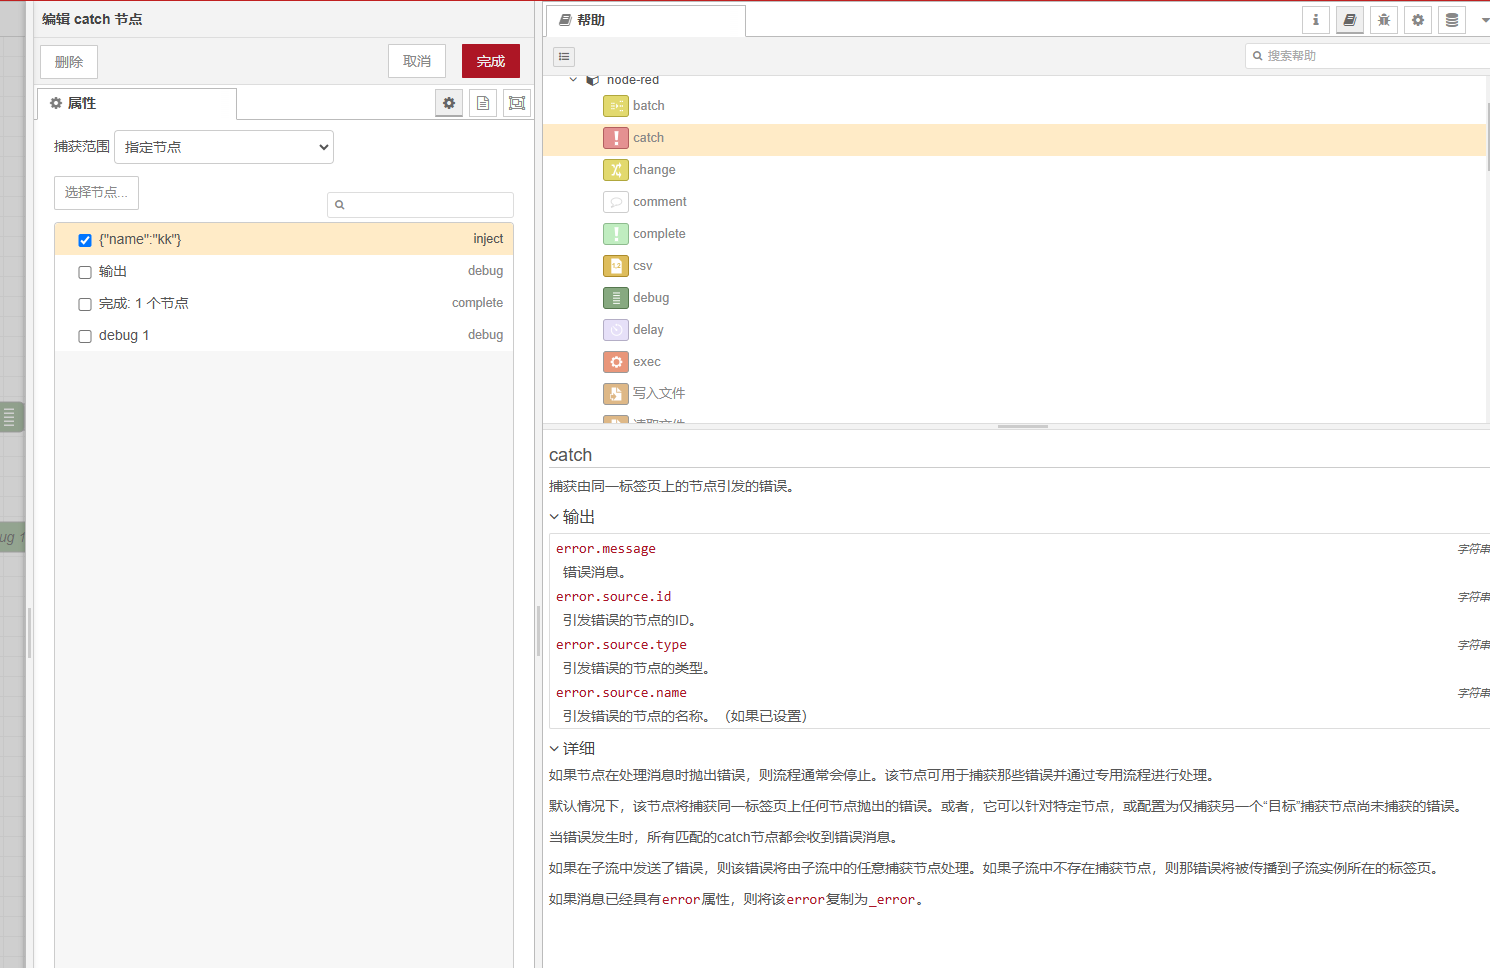 编辑 catch 节点
删除
取消
完成
属性
捕获范围
指定节点
选择节点...
{"name":"kk"}
inject
输出
debug
完成: 1 个节点
complete
debug 1
debug
ug 1
帮助
搜索帮助
node-red
batch
catch
change
comment
complete
csv
debug
delay
exec
写入文件
读取文件
catch
捕获由同一标签页上的节点引发的错误。
输出
error.message
字符串
错误消息。
error.source.id
字符串
引发错误的节点的ID。
error.source.type
字符串
引发错误的节点的类型。
error.source.name
字符串
引发错误的节点的名称。（如果已设置）
详细
如果节点在处理消息时抛出错误，则流程通常会停止。该节点可用于捕获那些错误并通过专用流程进行处理。
默认情况下，该节点将捕获同一标签页上任何节点抛出的错误。或者，它可以针对特定节点，或配置为仅捕获另一个“目标”捕获节点尚未捕获的错误。
当错误发生时，所有匹配的catch节点都会收到错误消息。
如果在子流中发送了错误，则该错误将由子流中的任意捕获节点处理。如果子流中不存在捕获节点，则那错误将被传播到子流实例所在的标签页。
如果消息已经具有error属性，则将该error复制为_error。